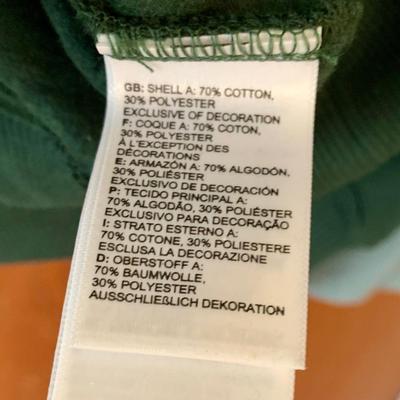 GB: SHELL A: 70% COTTON,
30% POLYESTER
EXCLUSIVE OF DECORATION
F: COQUE A: 70% COTON,
30% POLYESTER
À L'EXCEPTION DES
DÉCORATIONS
E: ARMAZÓN A: 70% ALGODÓN,
30% POLIÉSTER
EXCLUSIVO DE DECORACIÓN
P: TECIDO PRINCIPAL A:
70% ALGODÃO, 30% POLIÉSTER
EXCLUSIVO PARA DECORAÇÃO
I: STRATO ESTERNO A:
70% COTONE, 30% POLIESTERE
ESCLUSA LA DECORAZIONE
D: OBERSTOFF A:
70% BAUMWOLLE,
30% POLYESTER
AUSSCHLIEßLICH DEKORATION